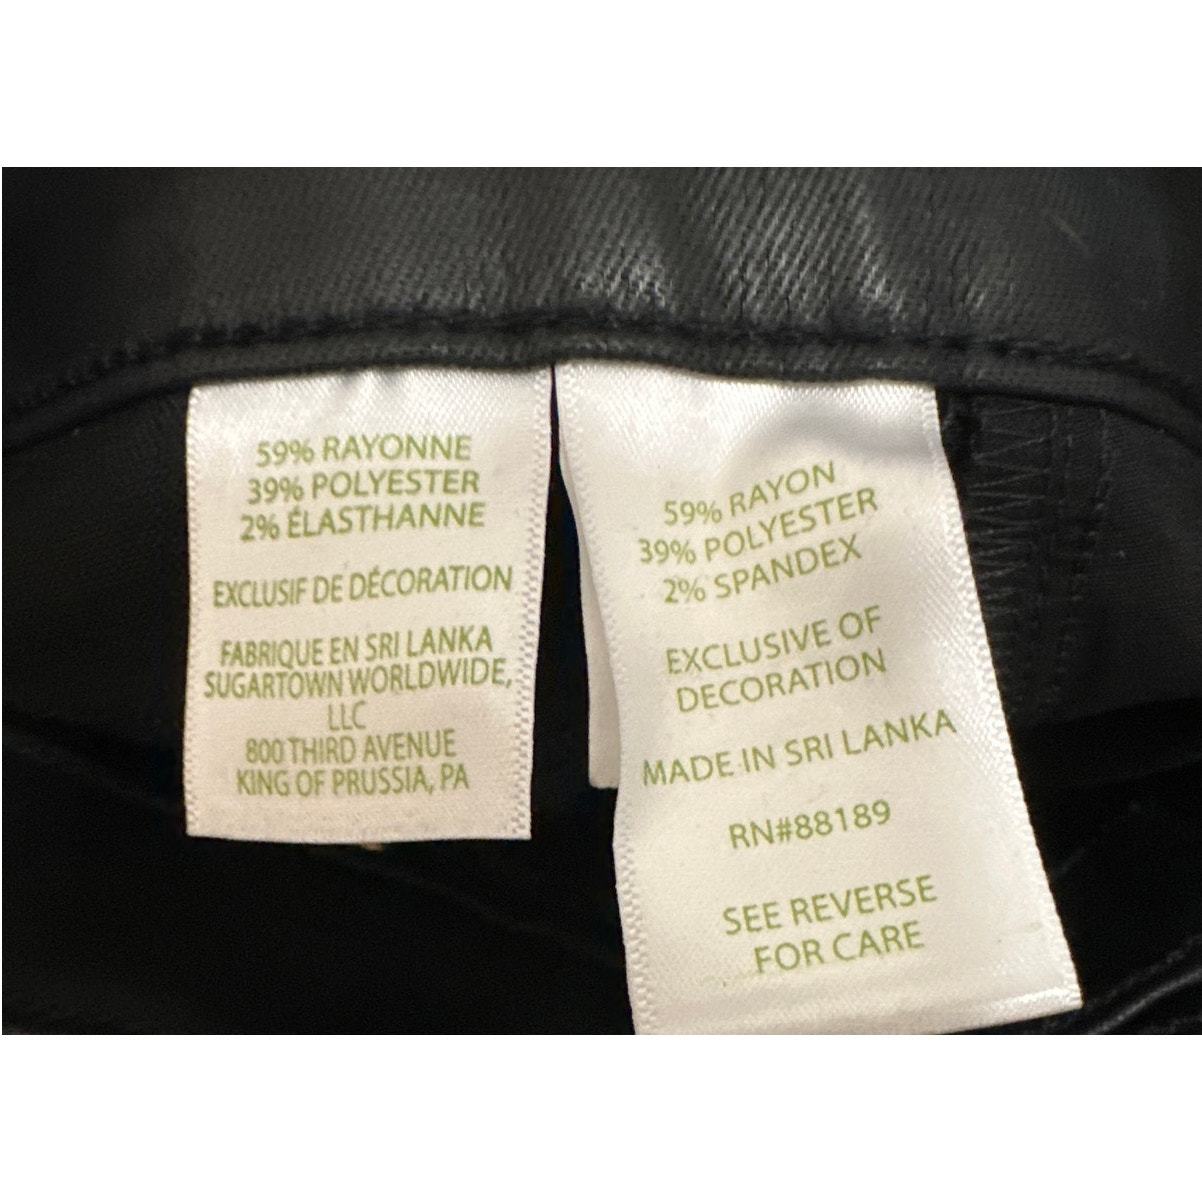 59% RAYONNE
39% POLYESTER
2% ÉLASTHANNE
EXCLUSIF DE DÉCORATION
FABRIQUE EN SRI LANKA
SUGARTOWN WORLDWIDE,
LLC
800 THIRD AVENUE
KING OF PRUSSIA, PA
59% RAYON
39% POLYESTER
2% SPANDEX
EXCLUSIVE OF
DECORATION
MADE IN SRI LANKA
RN#88189
SEE REVERSE
FOR CARE